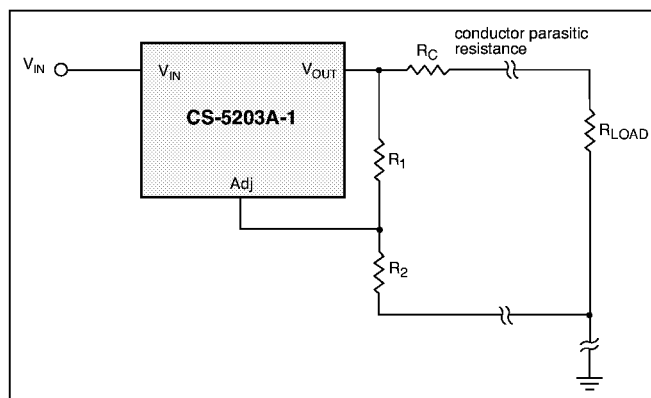 conductor parasitic
resistance
V_IN
V_IN
V_OUT
R_C
CS-5203A-1
R_LOAD
R_1
Adj
R_2